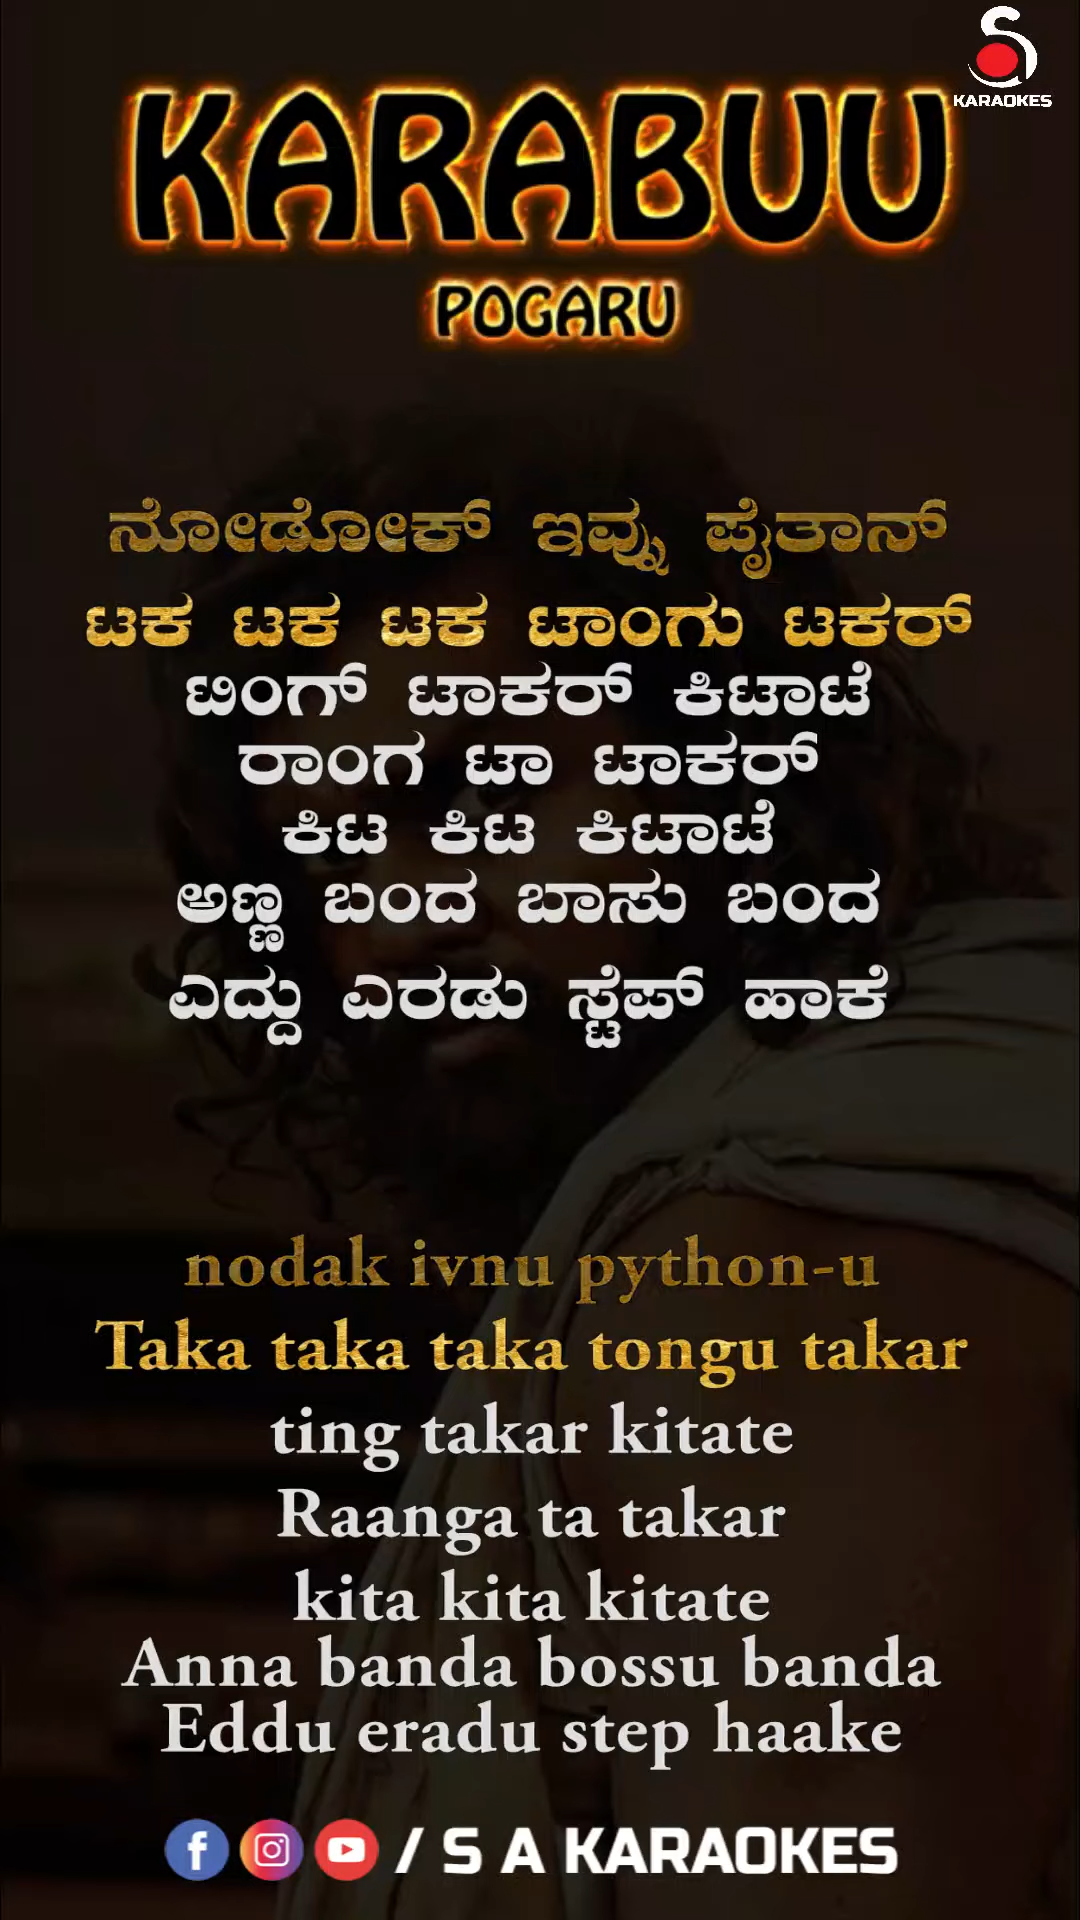 S
KARAOKES
KARABUU
POGARU
ನೋಡೋಕ್ ಇವ್ನು ಪೈತಾನ್
ಟಕ ಟಕ ಟಕ ಟಾಂಗು ಟಕರ್
ಟಿಂಗ್ ಟಾಕರ್ ಕಿಟಾಟೆ
ರಾಂಗ ಟಾ ಟಾಕರ್
ಕಿಟ ಕಿಟ ಕಿಟಾಟೆ
ಅಣ್ಣ ಬಂದ ಬಾಸು ಬಂದ
ಎದ್ದು ಎರಡು ಸ್ಟೆಪ್ ಹಾಕೆ
nodak ivnu python-u
Taka taka taka tongu takar
ting takar kitate
Raanga ta takar
kita kita kitate
Anna banda bossu banda
Eddu eradu step haake
/ S A KARAOKES